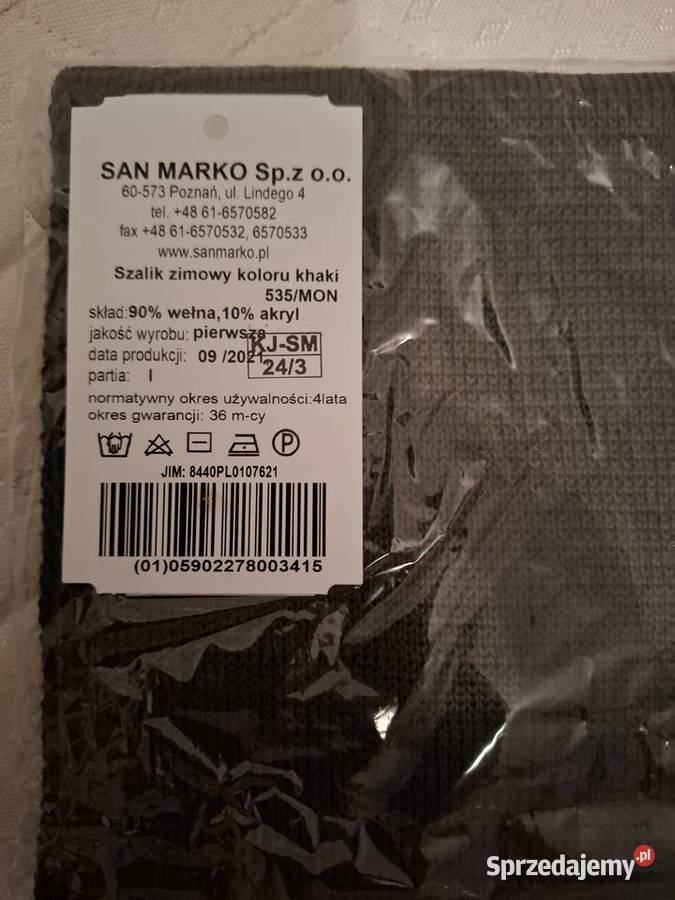 SAN MARKO Sp.z o.o.
60-573 Poznań, ul. Lindego 4
tel. +48 61-6570582
fax +48 61-6570532, 6570533
www.sanmarko.pl
Szalik zimowy koloru khaki
535/MON
skład:90% wełna,10% akryl
jakość wyrobu: pierwsza
data produkcji: 09 /2021
KJ-SM
24/3
partia: I
normatywny okres używalności:4lata
okres gwarancji: 36 m-cy
P
JIM: 8440PL0107621
(01)05902278003415
Sprzedajemy.pl